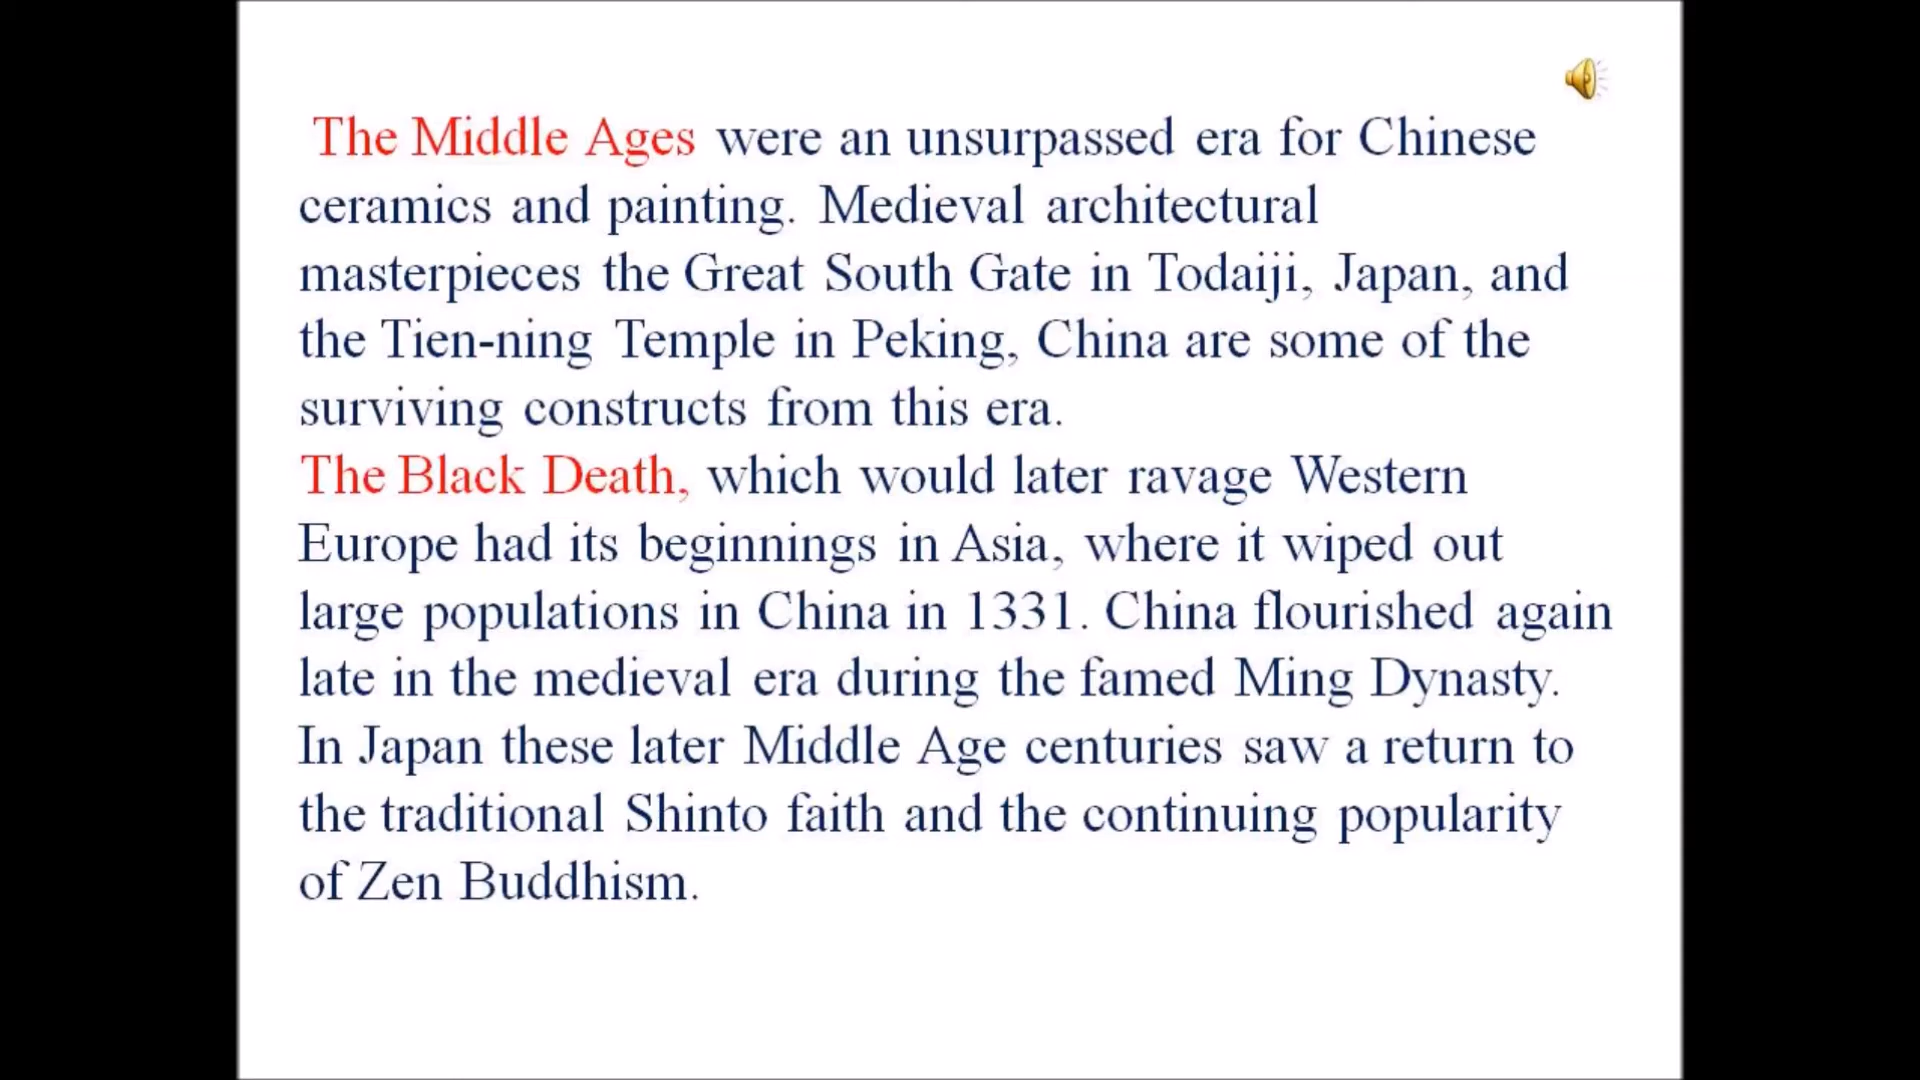 The Middle Ages were an unsurpassed era for Chinese
ceramics and painting. Medieval architectural
masterpieces the Great South Gate in Todaiji, Japan, and
the Tien-ning Temple in Peking, China are some of the
surviving constructs from this era.
The Black Death, which would later ravage Western
Europe had its beginnings in Asia, where it wiped out
large populations in China in 1331. China flourished again
late in the medieval era during the famed Ming Dynasty.
In Japan these later Middle Age centuries saw a return to
the traditional Shinto faith and the continuing popularity
of Zen Buddhism.